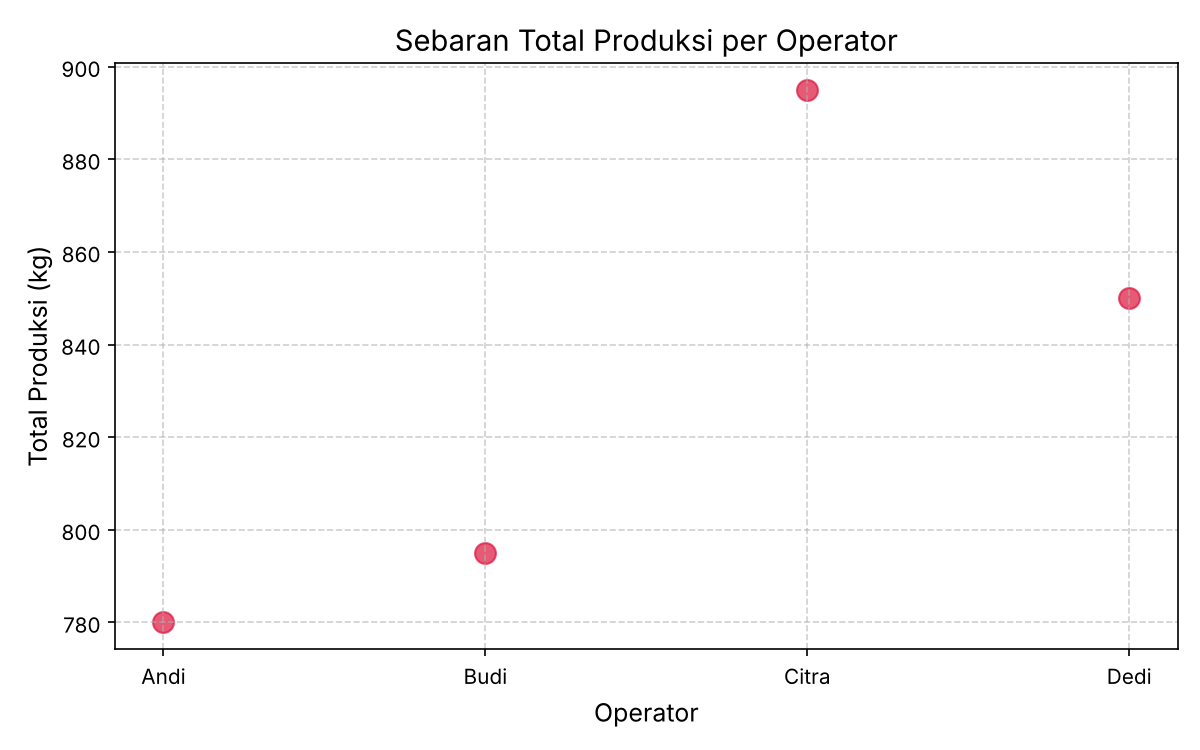 Sebaran Total Produksi per Operator
Total Produksi (kg)
900
880
860
840
820
800
780
Andi Budi Citra Dedi
Operator